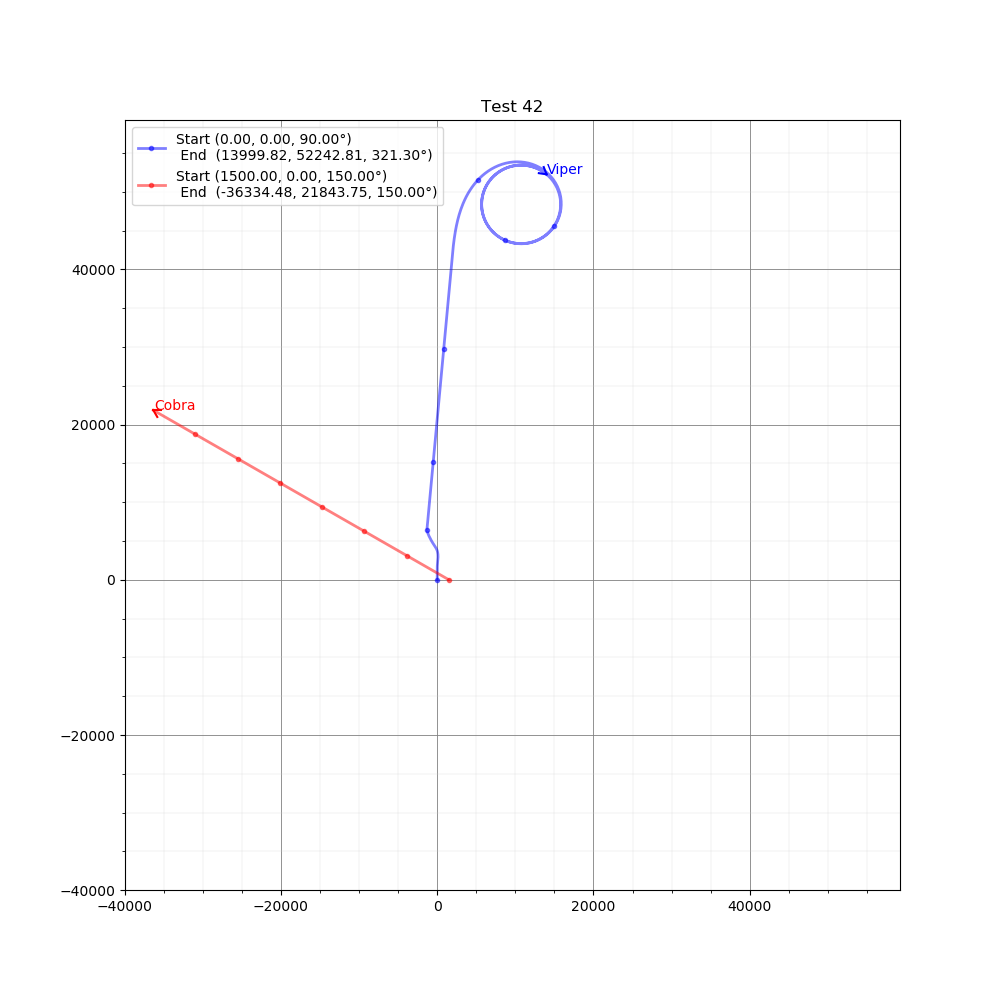 Test 42
Start (0.00, 0.00, 90.00°)
End (13999.82, 52242.81, 321.30°)
Start (1500.00, 0.00, 150.00°)
End (-36334.48, 21843.75, 150.00°)
Viper
Cobra
40000
20000
0
−20000
−40000
−40000 −20000 0 20000 40000